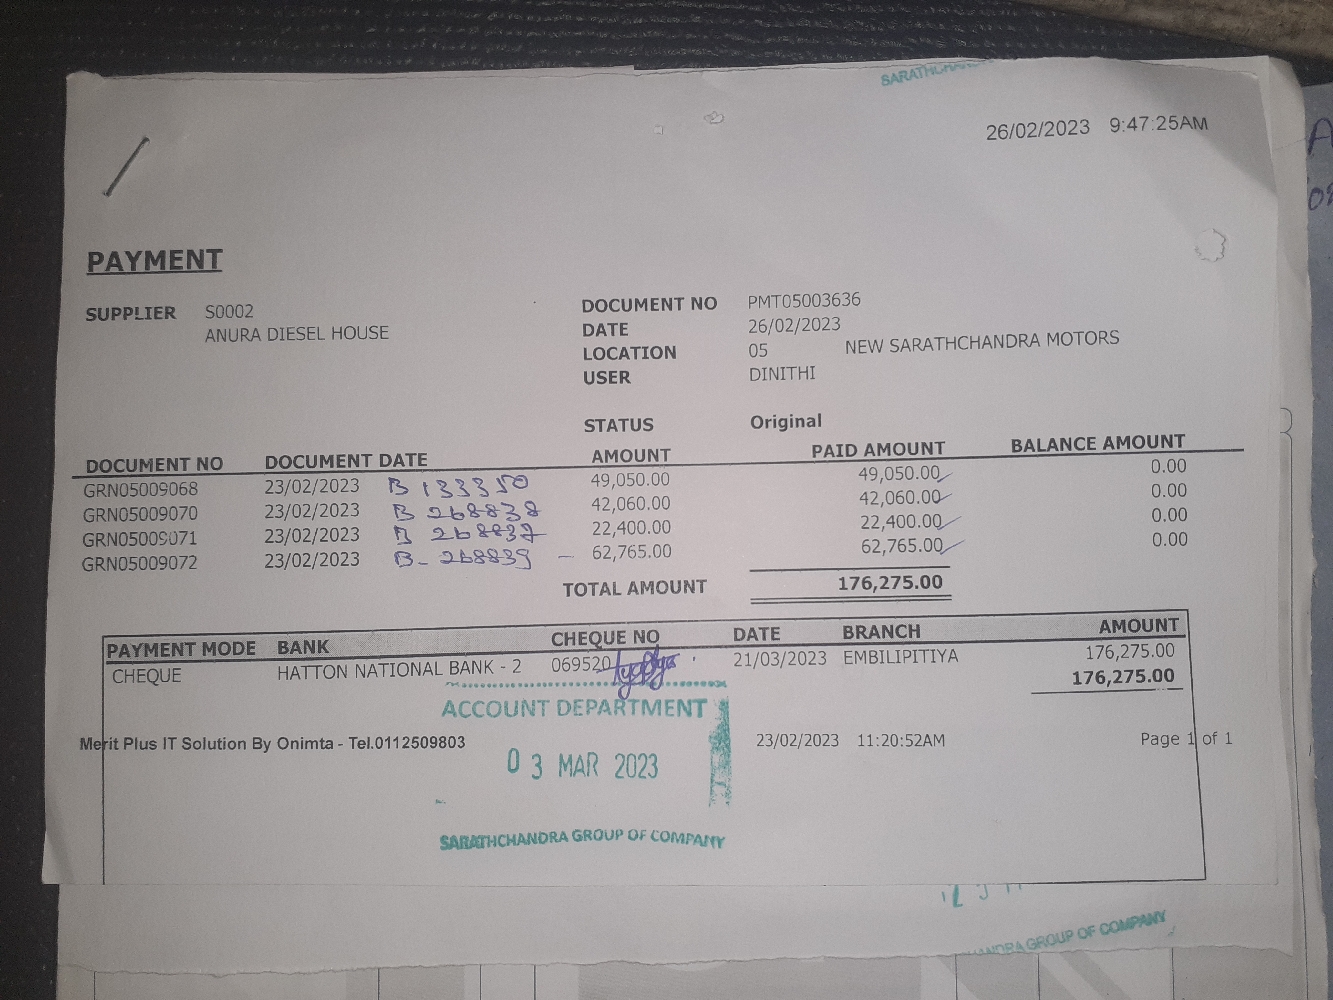 SARATHCHAN
26/02/2023 9:47:25AM
PAYMENT
SUPPLIER S0002
ANURA DIESEL HOUSE
DOCUMENT NO PMT05003636
DATE 26/02/2023
LOCATION 05 NEW SARATHCHANDRA MOTORS
USER DINITHI
STATUS Original
DOCUMENT NO DOCUMENT DATE AMOUNT PAID AMOUNT BALANCE AMOUNT
GRN05009068 23/02/2023 B 133350 49,050.00 49,050.00 0.00
GRN05009070 23/02/2023 B 268838 42,060.00 42,060.00 0.00
GRN05009071 23/02/2023 B 268837 22,400.00 22,400.00 0.00
GRN05009072 23/02/2023 B- 268839 - 62,765.00 62,765.00 0.00
TOTAL AMOUNT 176,275.00
PAYMENT MODE BANK CHEQUE NO DATE BRANCH AMOUNT
CHEQUE HATTON NATIONAL BANK - 2 069520 21/03/2023 EMBILIPITIYA 176,275.00
176,275.00
ACCOUNT DEPARTMENT
Merit Plus IT Solution By Onimta - Tel.0112509803 23/02/2023 11:20:52AM Page 1 of 1
03 MAR 2023
SARATHCHANDRA GROUP OF COMPANY
ANDRA GROUP OF COMPANY